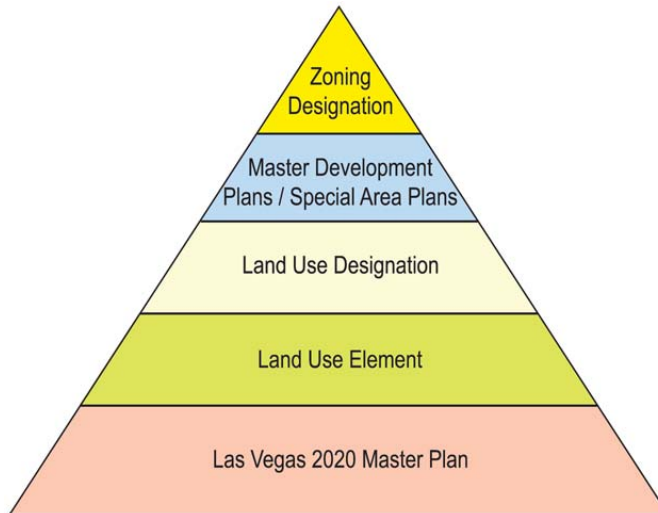 Zoning
Designation
Master Development
Plans / Special Area Plans
Land Use Designation
Land Use Element
Las Vegas 2020 Master Plan